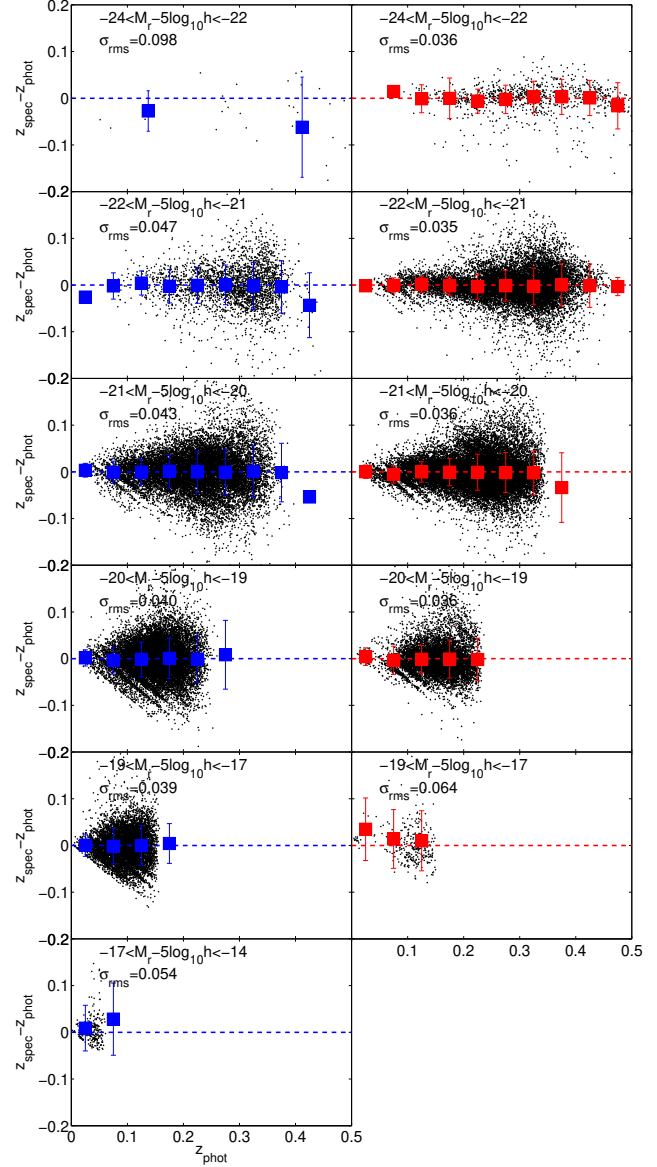 −24<M_r−5log_10h<−22
σ_rms=0.098
−24<M_r−5log_10h<−22
σ_rms=0.036
0.2
0.1
0
−0.1
−0.2
z_spec−z_phot
−22<M_r−5log_10h<−21
σ_rms=0.047
−22<M_r−5log_10h<−21
σ_rms=0.035
0.1
0
−0.1
−0.2
z_spec−z_phot
−21<M_r−5log_10h<−20
σ_rms=0.043
−21<M_r−5log_10h<−20
σ_rms=0.036
0.1
0
−0.1
0.2
z_spec−z_phot
−20<M_r−5log_10h<−19
σ_rms=0.040
−20<M_r−5log_10h<−19
σ_rms=0.036
0.1
0
−0.1
0.2
z_spec−z_phot
−19<M_r−5log_10h<−17
σ_rms=0.039
−19<M_r−5log_10h<−17
σ_rms=0.064
0.1
0
−0.1
0.2
z_spec−z_phot
0.1 0.2 0.3 0.4 0.5
−17<M_r−5log_10h<−14
σ_rms=0.054
0.1
0
−0.1
−0.2
z_spec−z_phot
0 0.1 0.2 0.3 0.4 0.5
z_phot